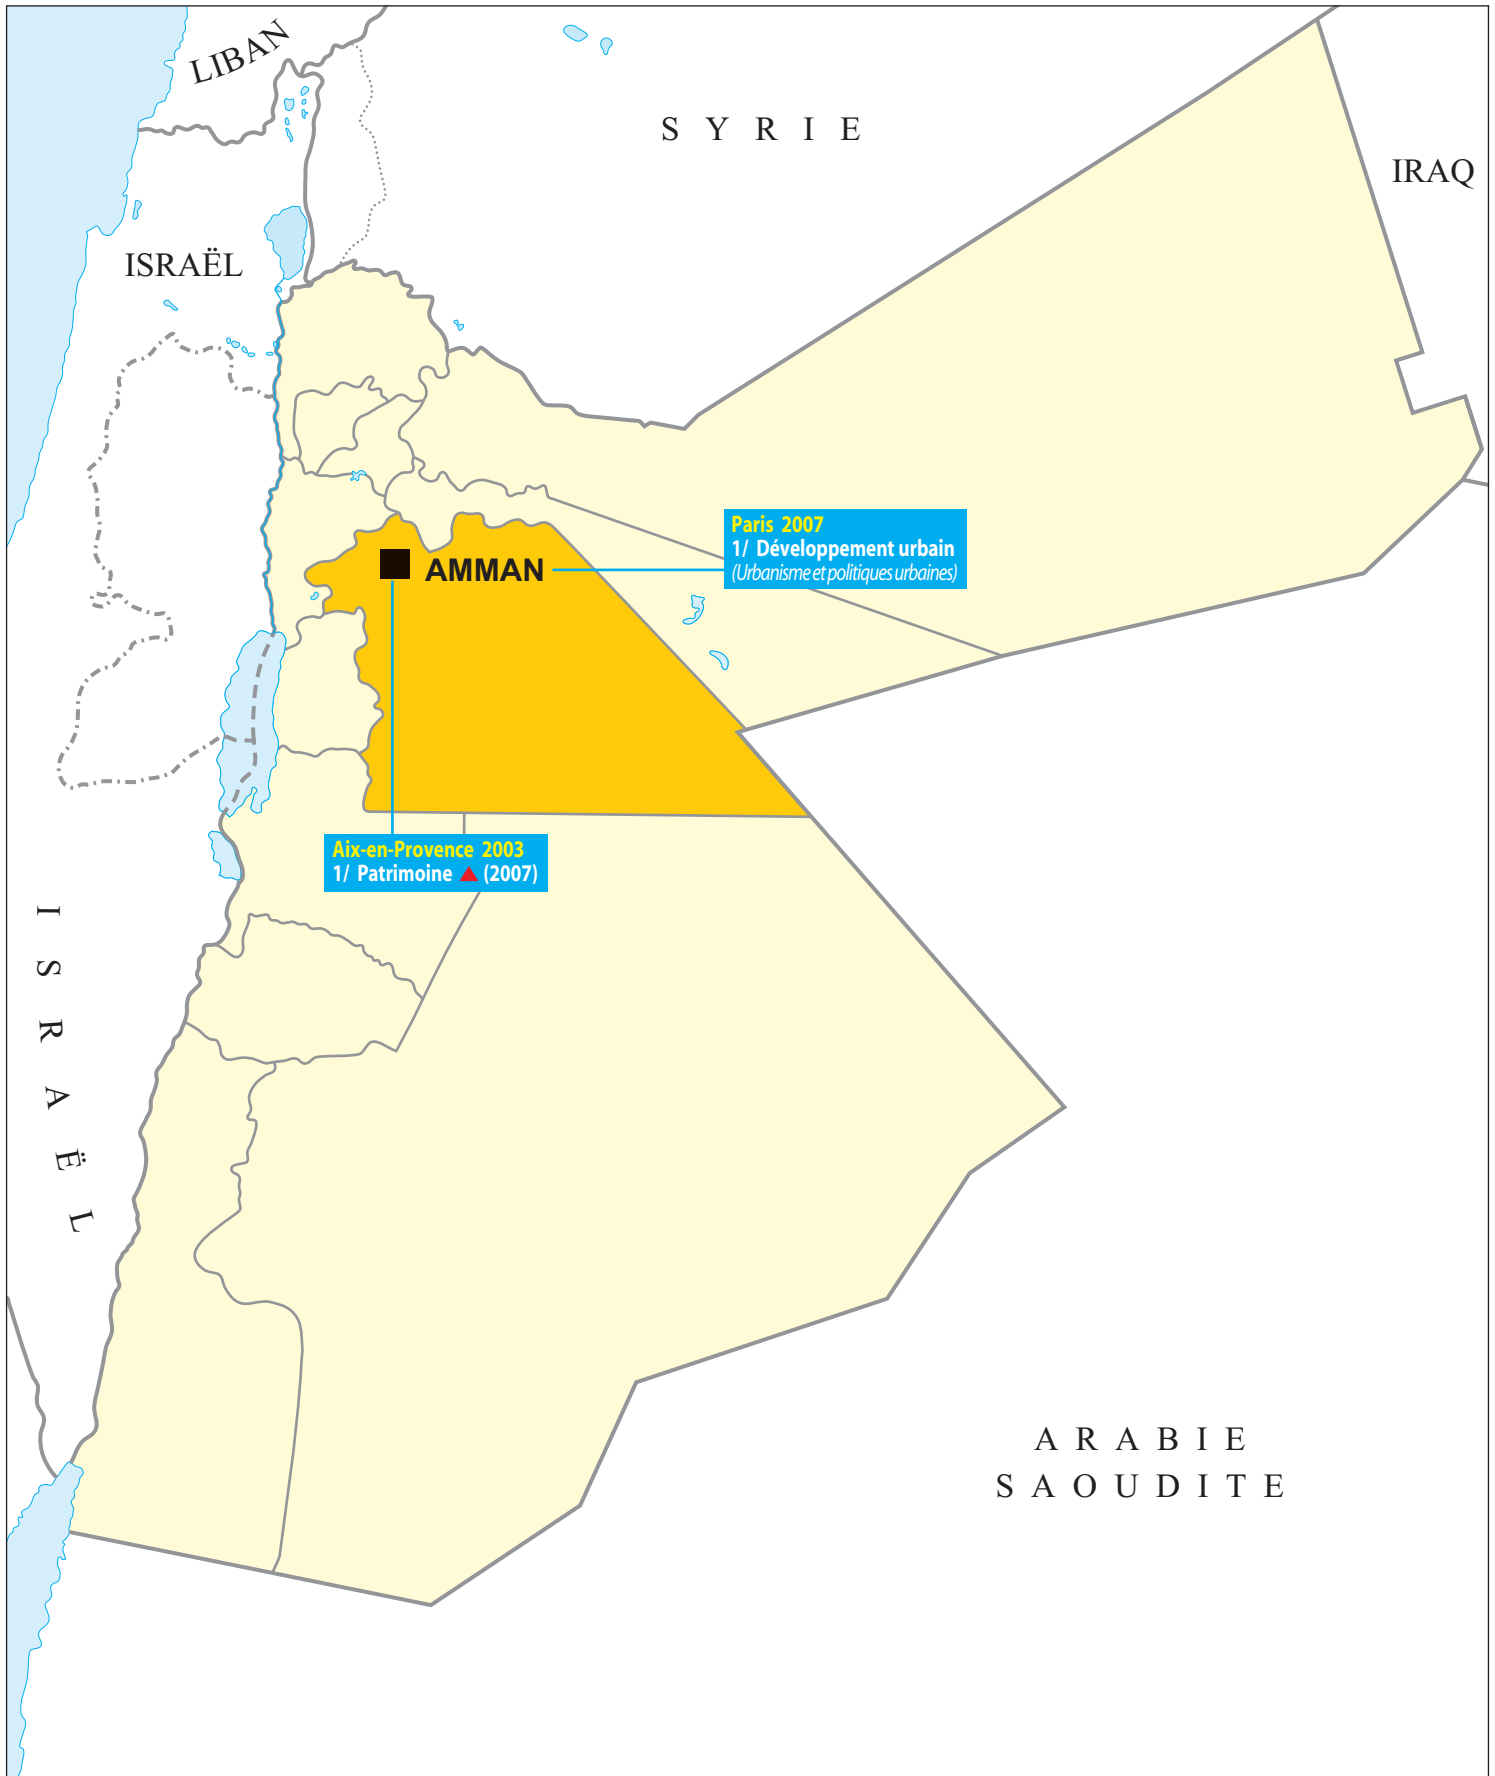 LIBAN
S Y R I E
IRAQ
ISRAËL
Paris 2007
1/ Développement urbain
(Urbanisme et politiques urbaines)
AMMAN
Aix-en-Provence 2003
1/ Patrimoine ▲ (2007)
I S R A Ë L
A R A B I E
S A O U D I T E